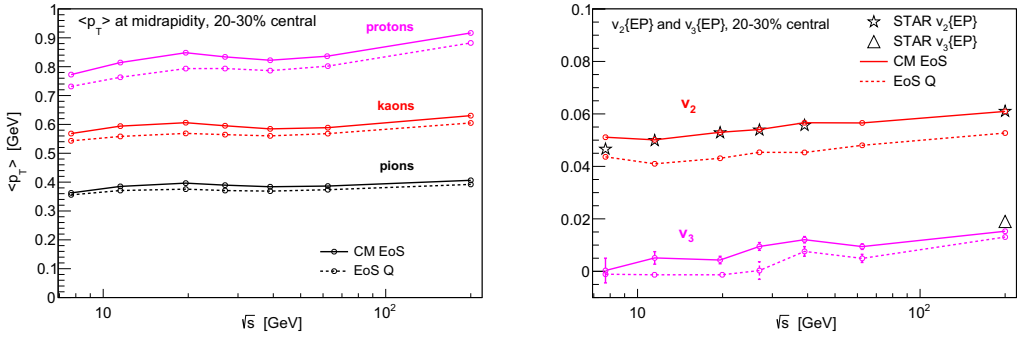 <p_T> at midrapidity, 20-30% central
protons
kaons
pions
CM EoS
EoS Q
<p_T> [GeV]
0
0.1
0.2
0.3
0.4
0.5
0.6
0.7
0.8
0.9
1
10
10²
√s [GeV]
v₂{EP} and v₃{EP}, 20-30% central
STAR v₂{EP}
STAR v₃{EP}
CM EoS
EoS Q
v₂
v₃
0
0.02
0.04
0.06
0.08
0.1
10
10²
√s [GeV]